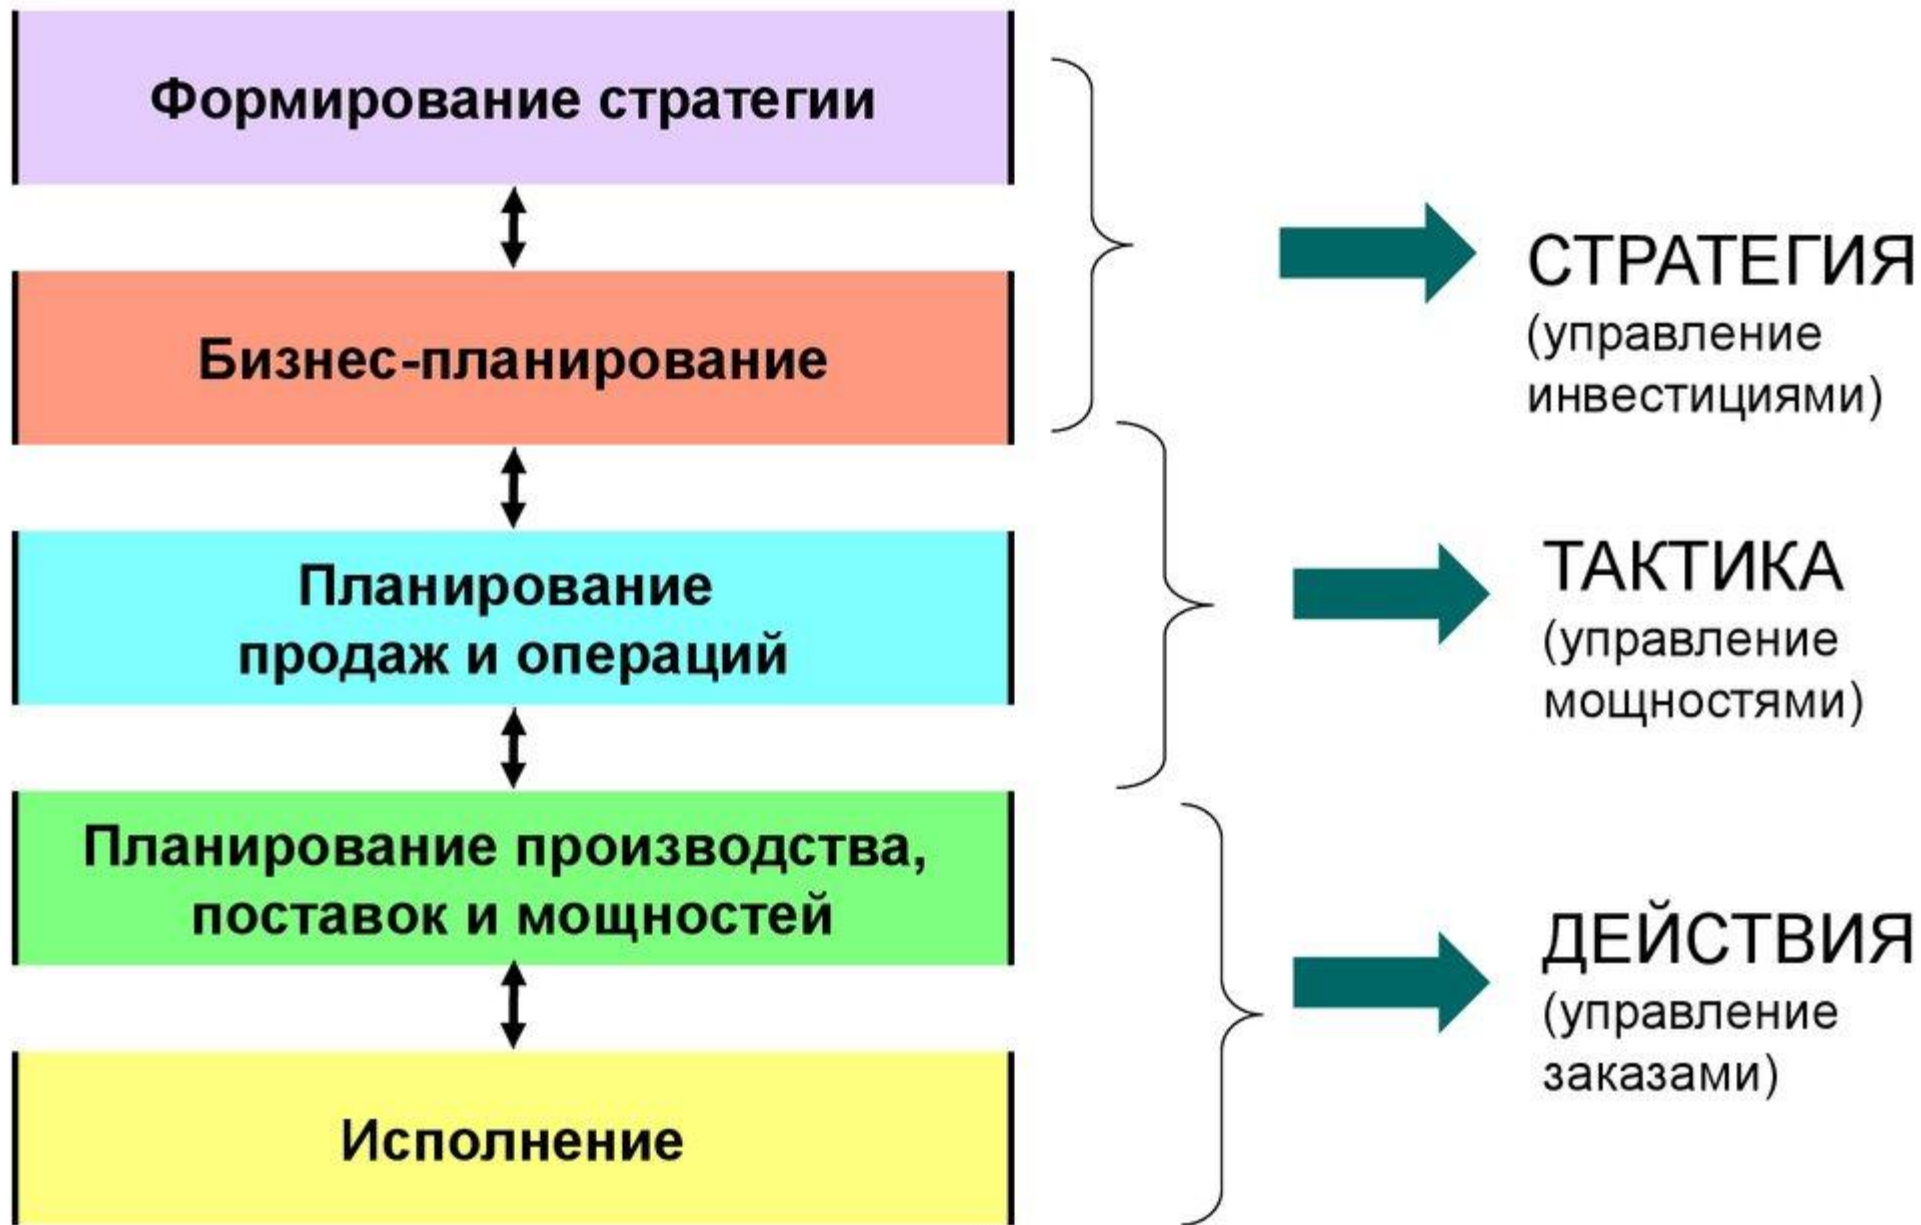 Формирование стратегии
Бизнес-планирование
Планирование
продаж и операций
Планирование производства,
поставок и мощностей
Исполнение
СТРАТЕГИЯ
(управление
инвестициями)
ТАКТИКА
(управление
мощностями)
ДЕЙСТВИЯ
(управление
заказами)